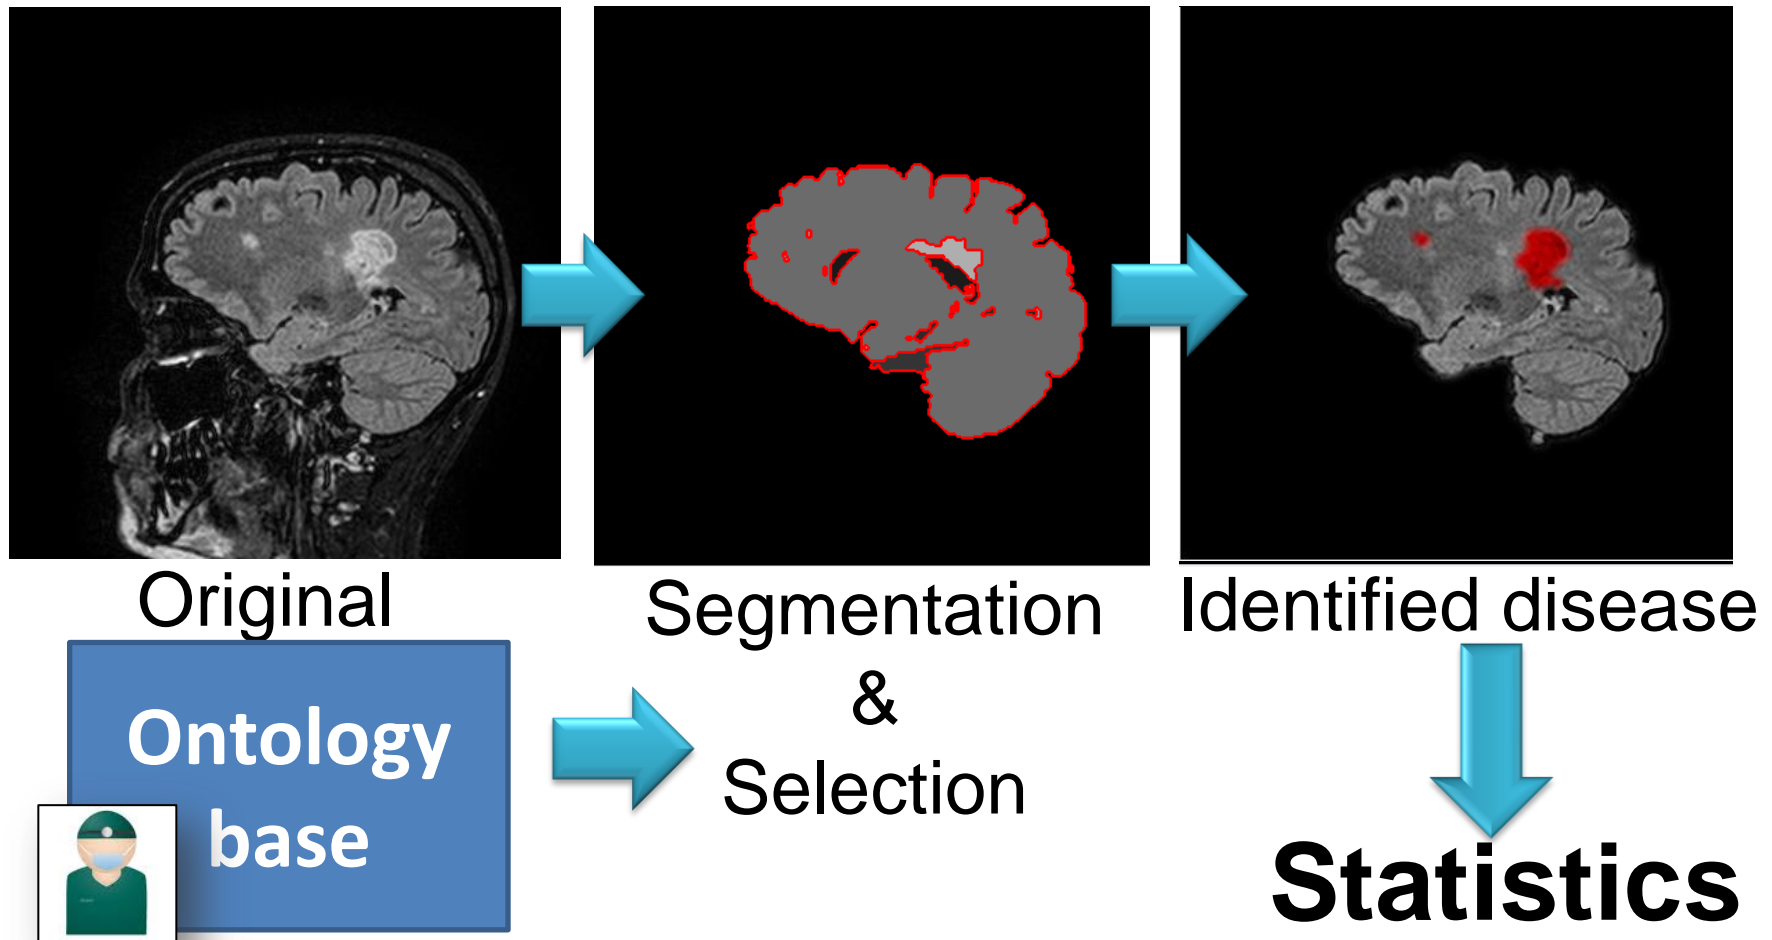 Original
Segmentation
&
Selection
Identified disease
Ontology
base
Statistics